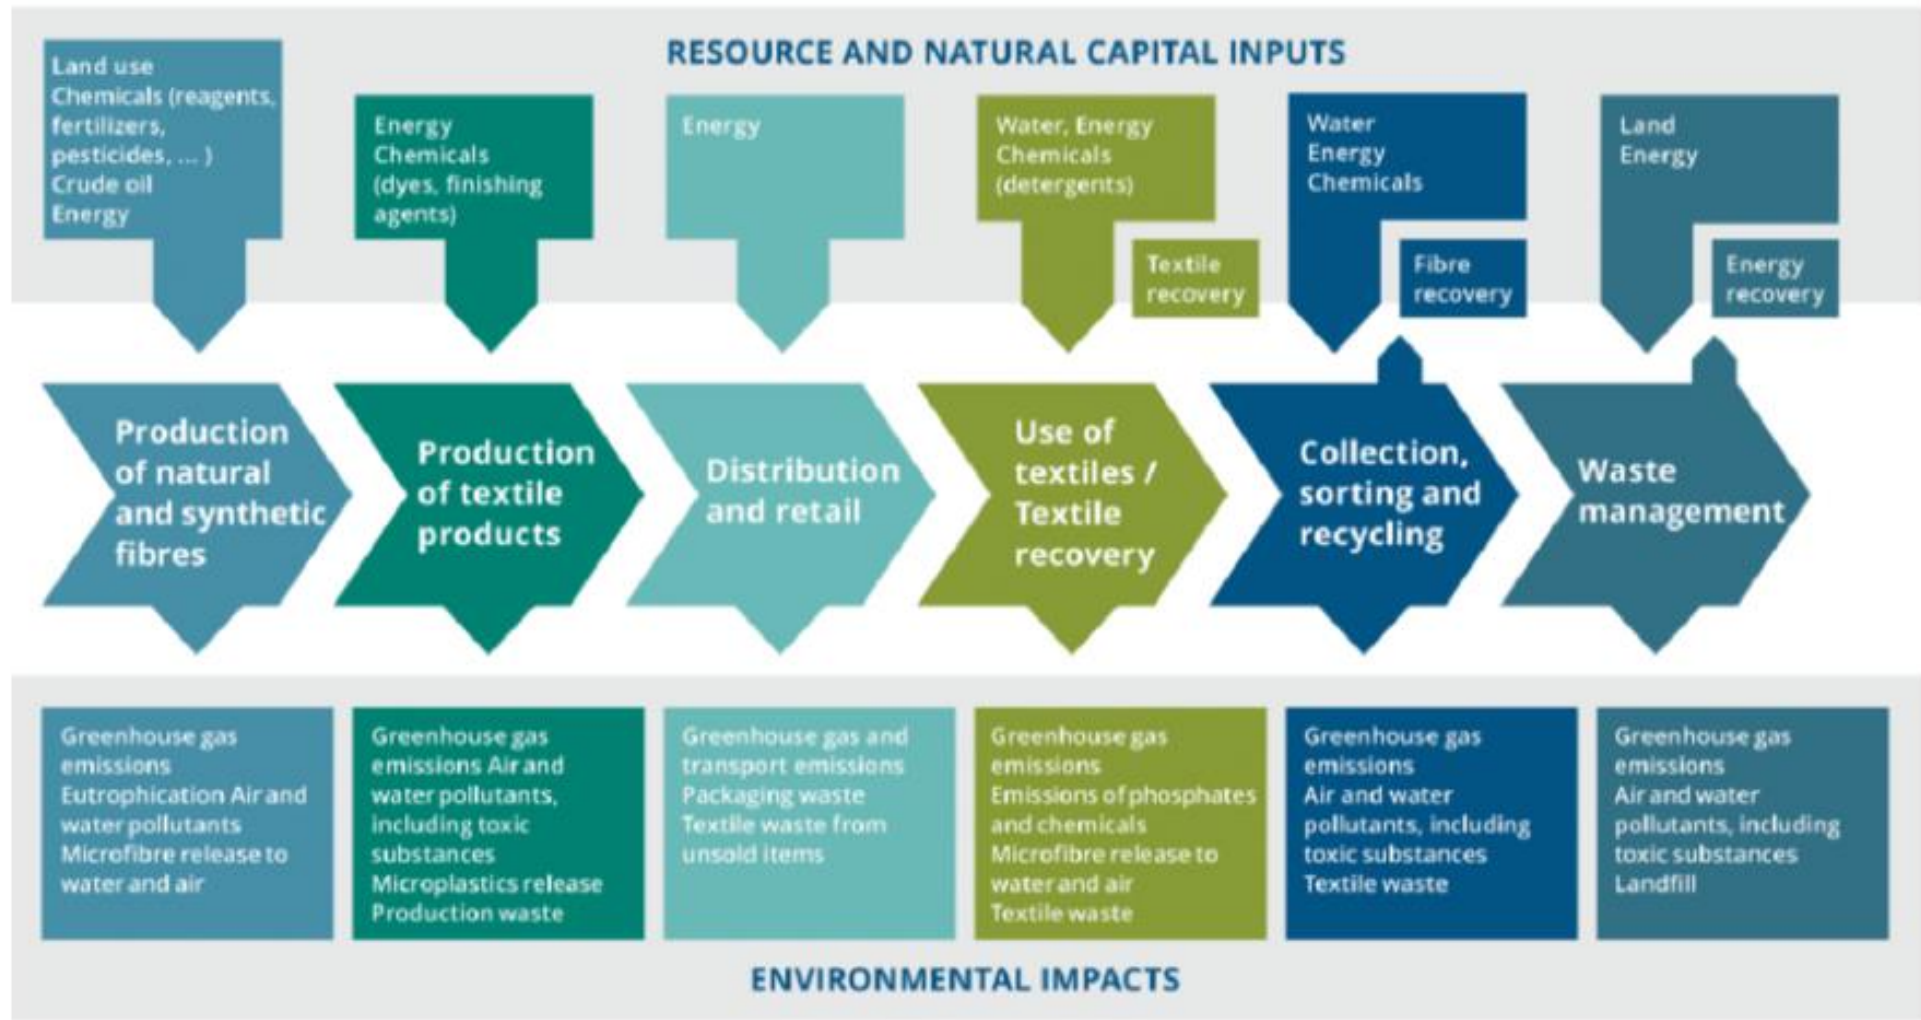 RESOURCE AND NATURAL CAPITAL INPUTS
Land use
Chemicals (reagents,
fertilizers,
pesticides, ... )
Crude oil
Energy
Energy
Chemicals
(dyes, finishing
agents)
Energy
Water, Energy
Chemicals
(detergents)
Textile
recovery
Water
Energy
Chemicals
Fibre
recovery
Land
Energy
Energy
recovery
Production
of natural
and synthetic
fibres
Production
of textile
products
Distribution
and retail
Use of
textiles /
Textile
recovery
Collection,
sorting and
recycling
Waste
management
Greenhouse gas
emissions
Eutrophication Air and
water pollutants
Microfibre release to
water and air
Greenhouse gas
emissions Air and
water pollutants,
including toxic
substances
Microplastics release
Production waste
Greenhouse gas and
transport emissions
Packaging waste
Textile waste from
unsold items
Greenhouse gas
emissions
Emissions of phosphates
and chemicals
Microfibre release to
water and air
Textile waste
Greenhouse gas
emissions
Air and water
pollutants, including
toxic substances
Textile waste
Greenhouse gas
emissions
Air and water
pollutants, including
toxic substances
Landfill
ENVIRONMENTAL IMPACTS